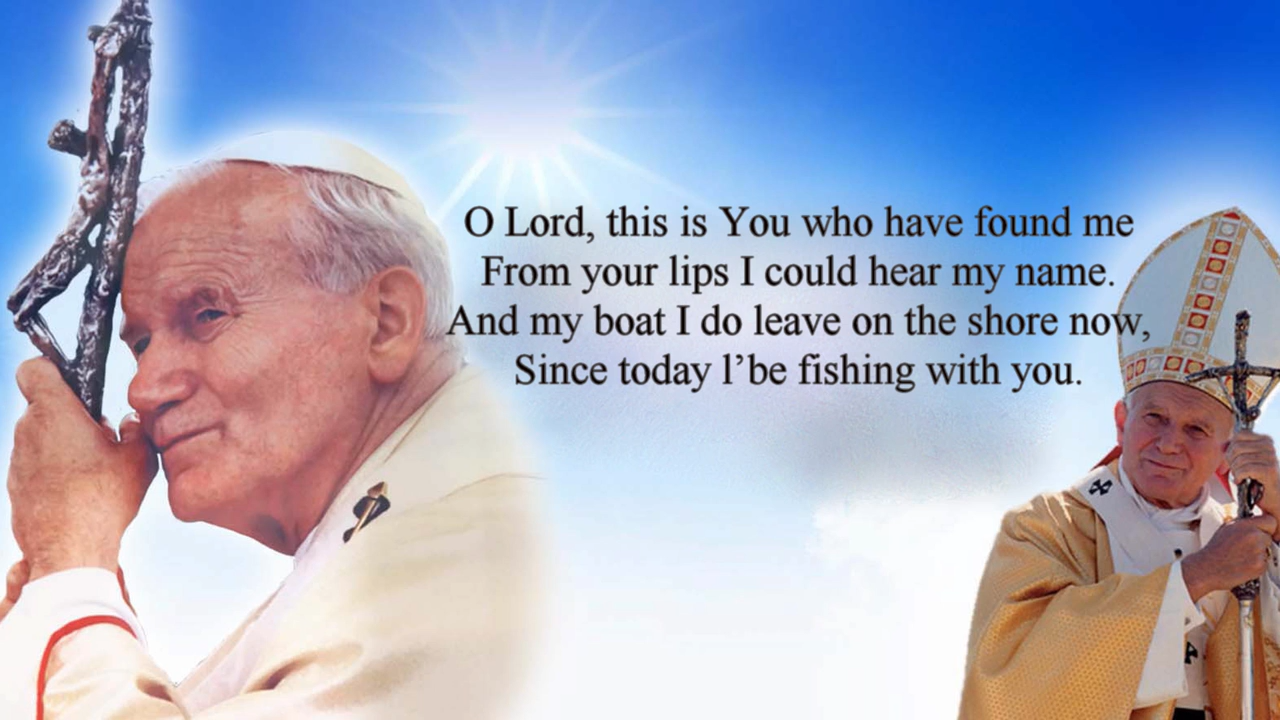 O Lord, this is You who have found me
From your lips I could hear my name.
And my boat I do leave on the shore now,
Since today l’be fishing with you.